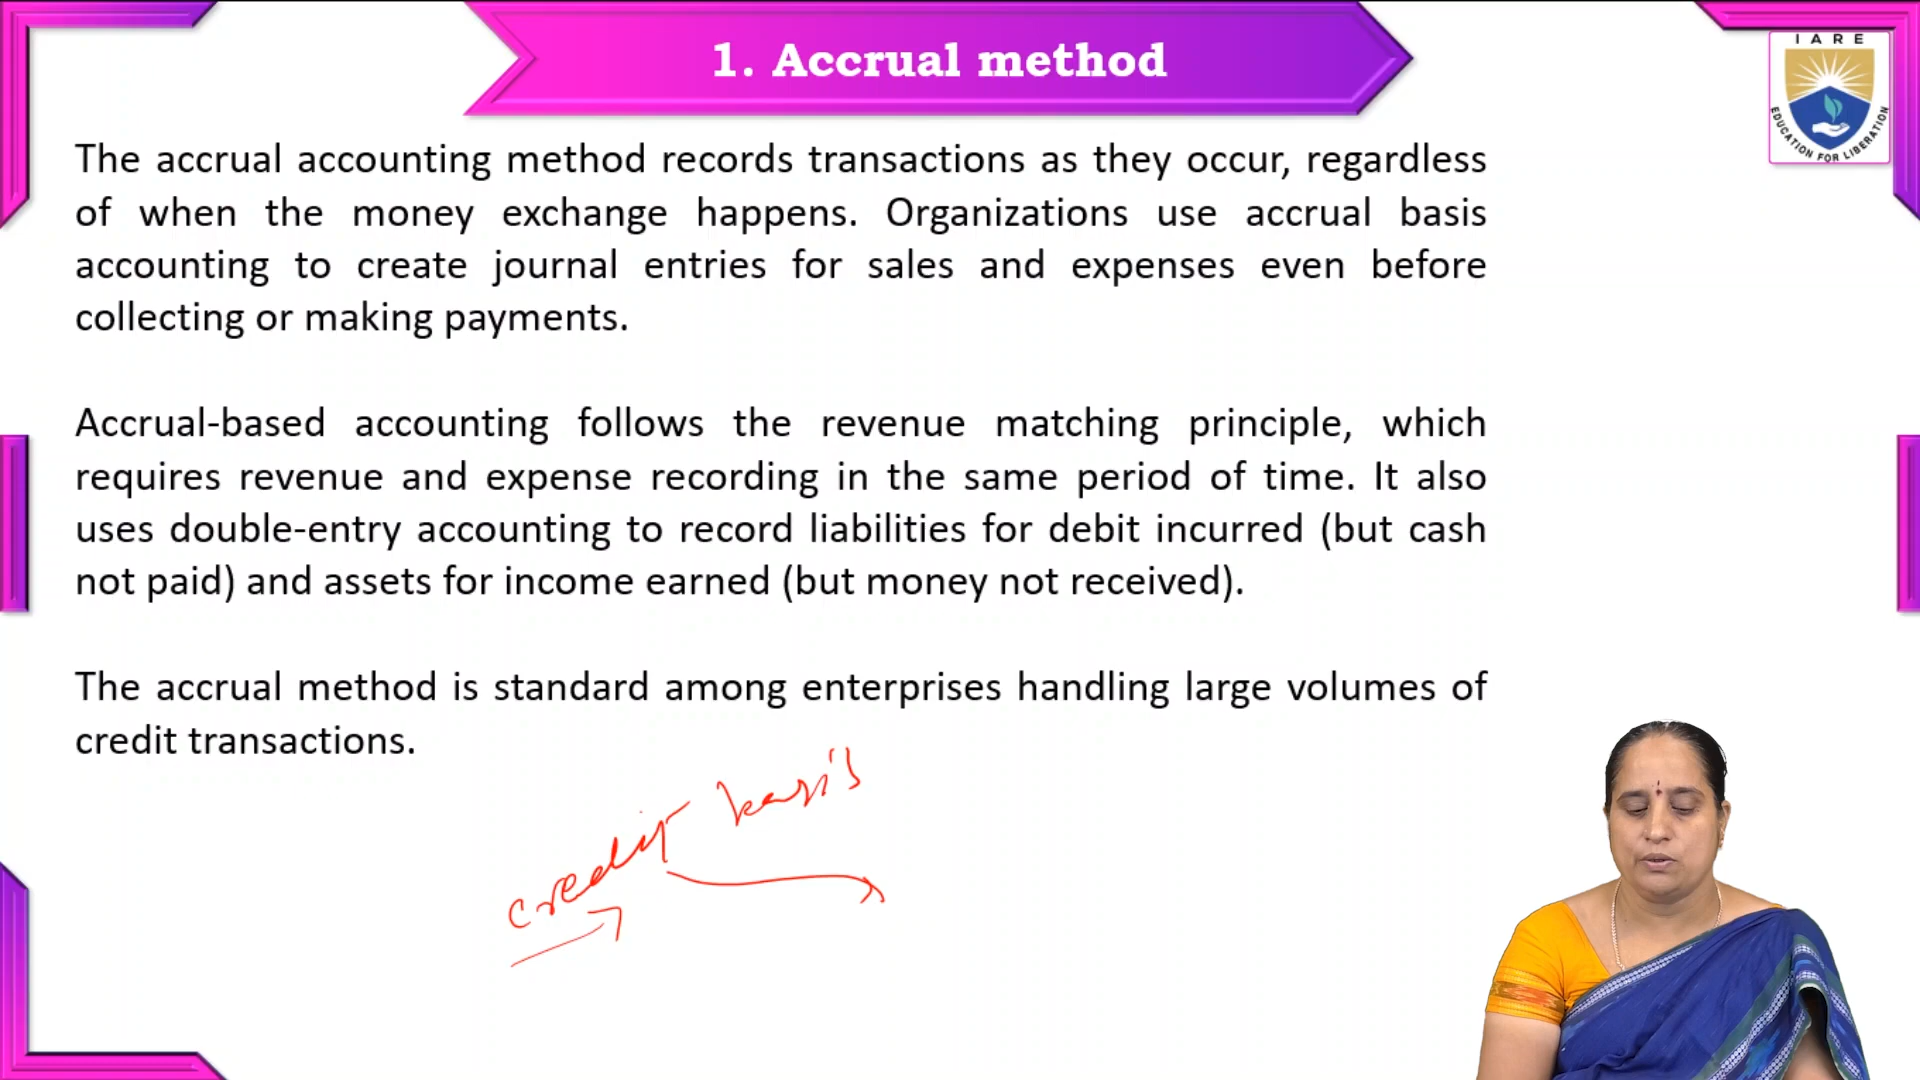 1. Accrual method
IARE
EDUCATION FOR LIBERATION
The accrual accounting method records transactions as they occur, regardless
of when the money exchange happens. Organizations use accrual basis
accounting to create journal entries for sales and expenses even before
collecting or making payments.
Accrual-based accounting follows the revenue matching principle, which
requires revenue and expense recording in the same period of time. It also
uses double-entry accounting to record liabilities for debit incurred (but cash
not paid) and assets for income earned (but money not received).
The accrual method is standard among enterprises handling large volumes of
credit transactions.
credit basis